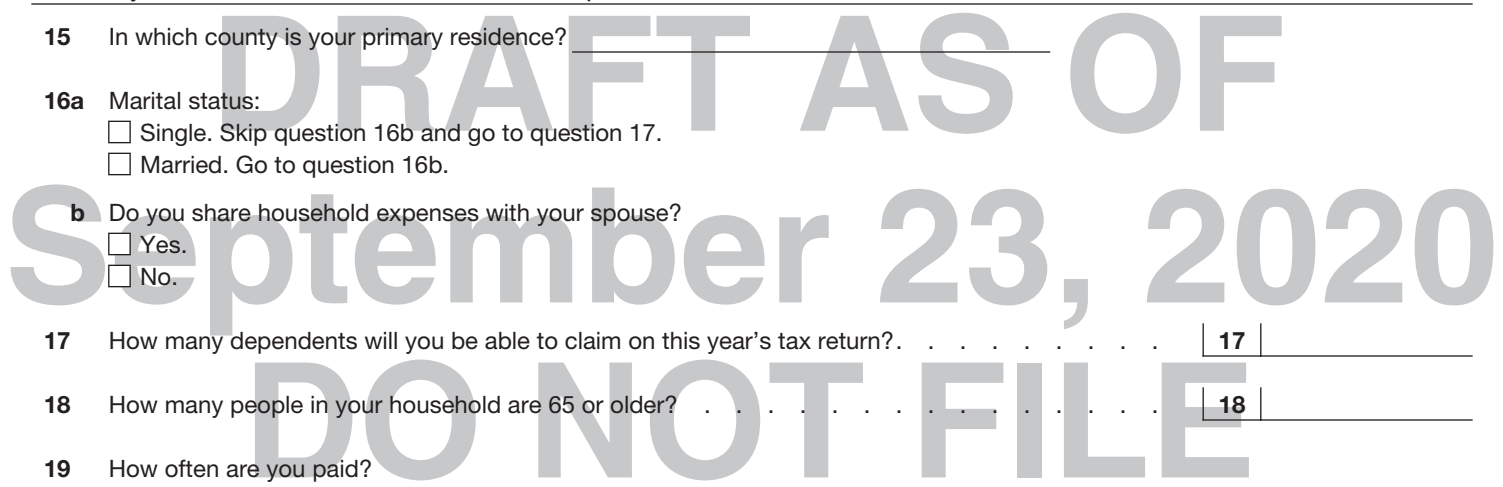 DRAFT AS OF
15 In which county is your primary residence?
16a Marital status:
Single. Skip question 16b and go to question 17.
Married. Go to question 16b.
September 23, 2020
b Do you share household expenses with your spouse?
Yes.
No.
17 How many dependents will you be able to claim on this year’s tax return? . . . . . . . . . 17
DO NOT FILE
18 How many people in your household are 65 or older? . . . . . . . . . . . . . . . 18
19 How often are you paid?